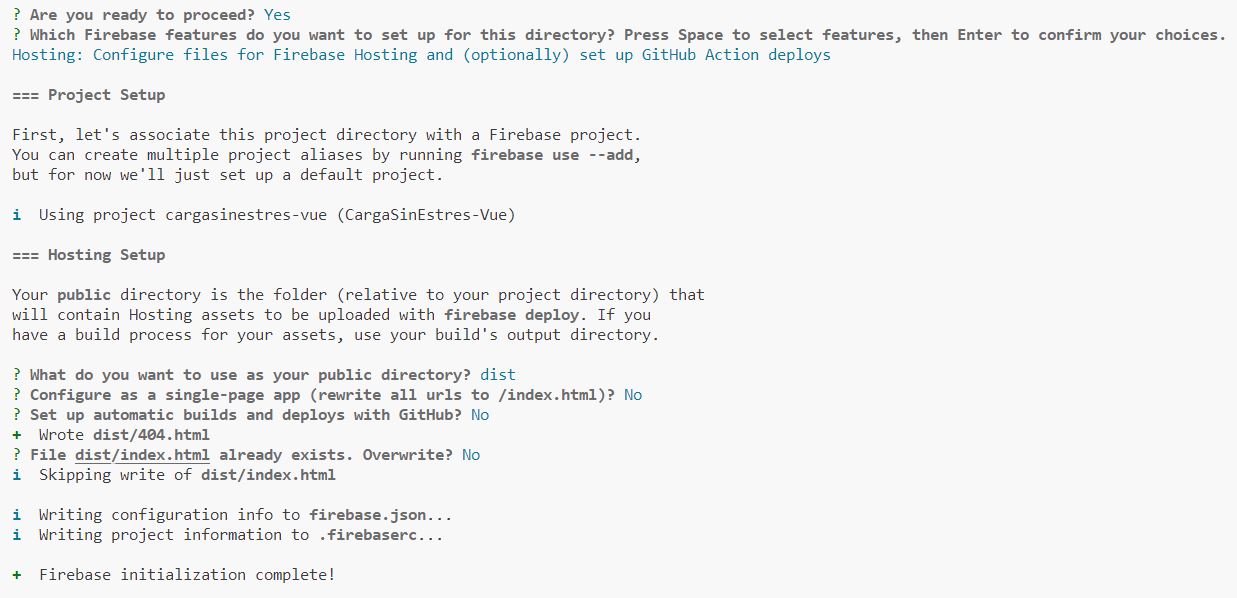 ? Are you ready to proceed? Yes
? Which Firebase features do you want to set up for this directory? Press Space to select features, then Enter to confirm your choices.
Hosting: Configure files for Firebase Hosting and (optionally) set up GitHub Action deploys
=== Project Setup
First, let's associate this project directory with a Firebase project.
You can create multiple project aliases by running firebase use --add,
but for now we'll just set up a default project.
i  Using project cargasinestres-vue (CargaSinEstres-Vue)
=== Hosting Setup
Your public directory is the folder (relative to your project directory) that
will contain Hosting assets to be uploaded with firebase deploy. If you
have a build process for your assets, use your build's output directory.
? What do you want to use as your public directory? dist
? Configure as a single-page app (rewrite all urls to /index.html)? No
? Set up automatic builds and deploys with GitHub? No
+  Wrote dist/404.html
? File dist/index.html already exists. Overwrite? No
i  Skipping write of dist/index.html
i  Writing configuration info to firebase.json...
i  Writing project information to .firebaserc...
+  Firebase initialization complete!